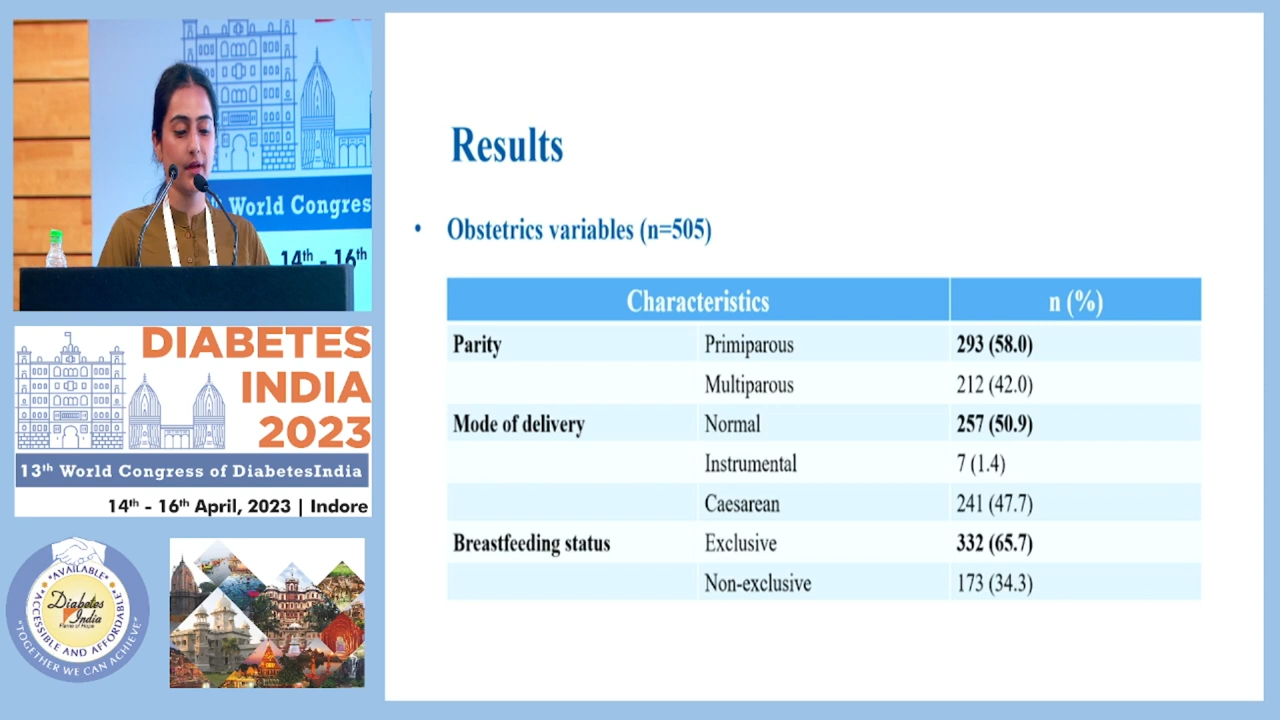 World Congres
14th - 16th
DIABETES
INDIA
2023
13th World Congress of DiabetesIndia
14th - 16th April, 2023 | Indore
"AVAILABLE"
"ACCESSIBLE AND AFFORDABLE"
Diabetes
India
Flame of Hope
"TOGETHER WE CAN ACHIEVE"
Results
• Obstetrics variables (n=505)
Characteristics n (%)
Parity Primiparous 293 (58.0)
Multiparous 212 (42.0)
Mode of delivery Normal 257 (50.9)
Instrumental 7 (1.4)
Caesarean 241 (47.7)
Breastfeeding status Exclusive 332 (65.7)
Non-exclusive 173 (34.3)